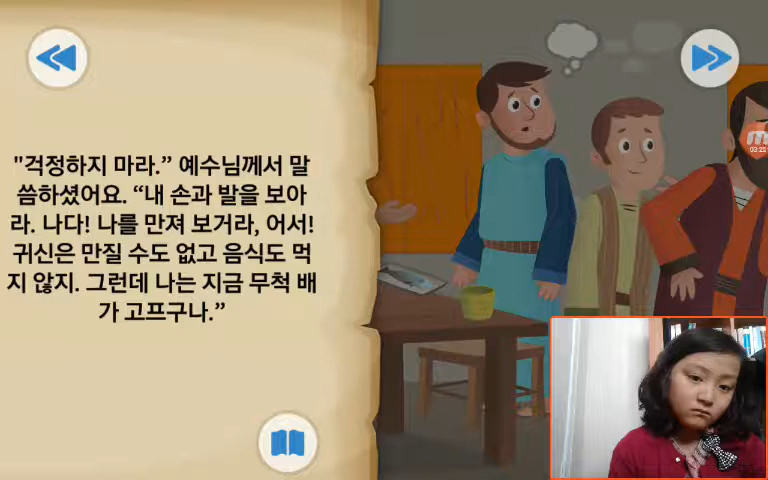 "걱정하지 마라.” 예수님께서 말
씀하셨어요. “내 손과 발을 보아
라. 나다! 나를 만져 보거라, 어서!
귀신은 만질 수도 없고 음식도 먹
지 않지. 그런데 나는 지금 무척 배
가 고프구나.”